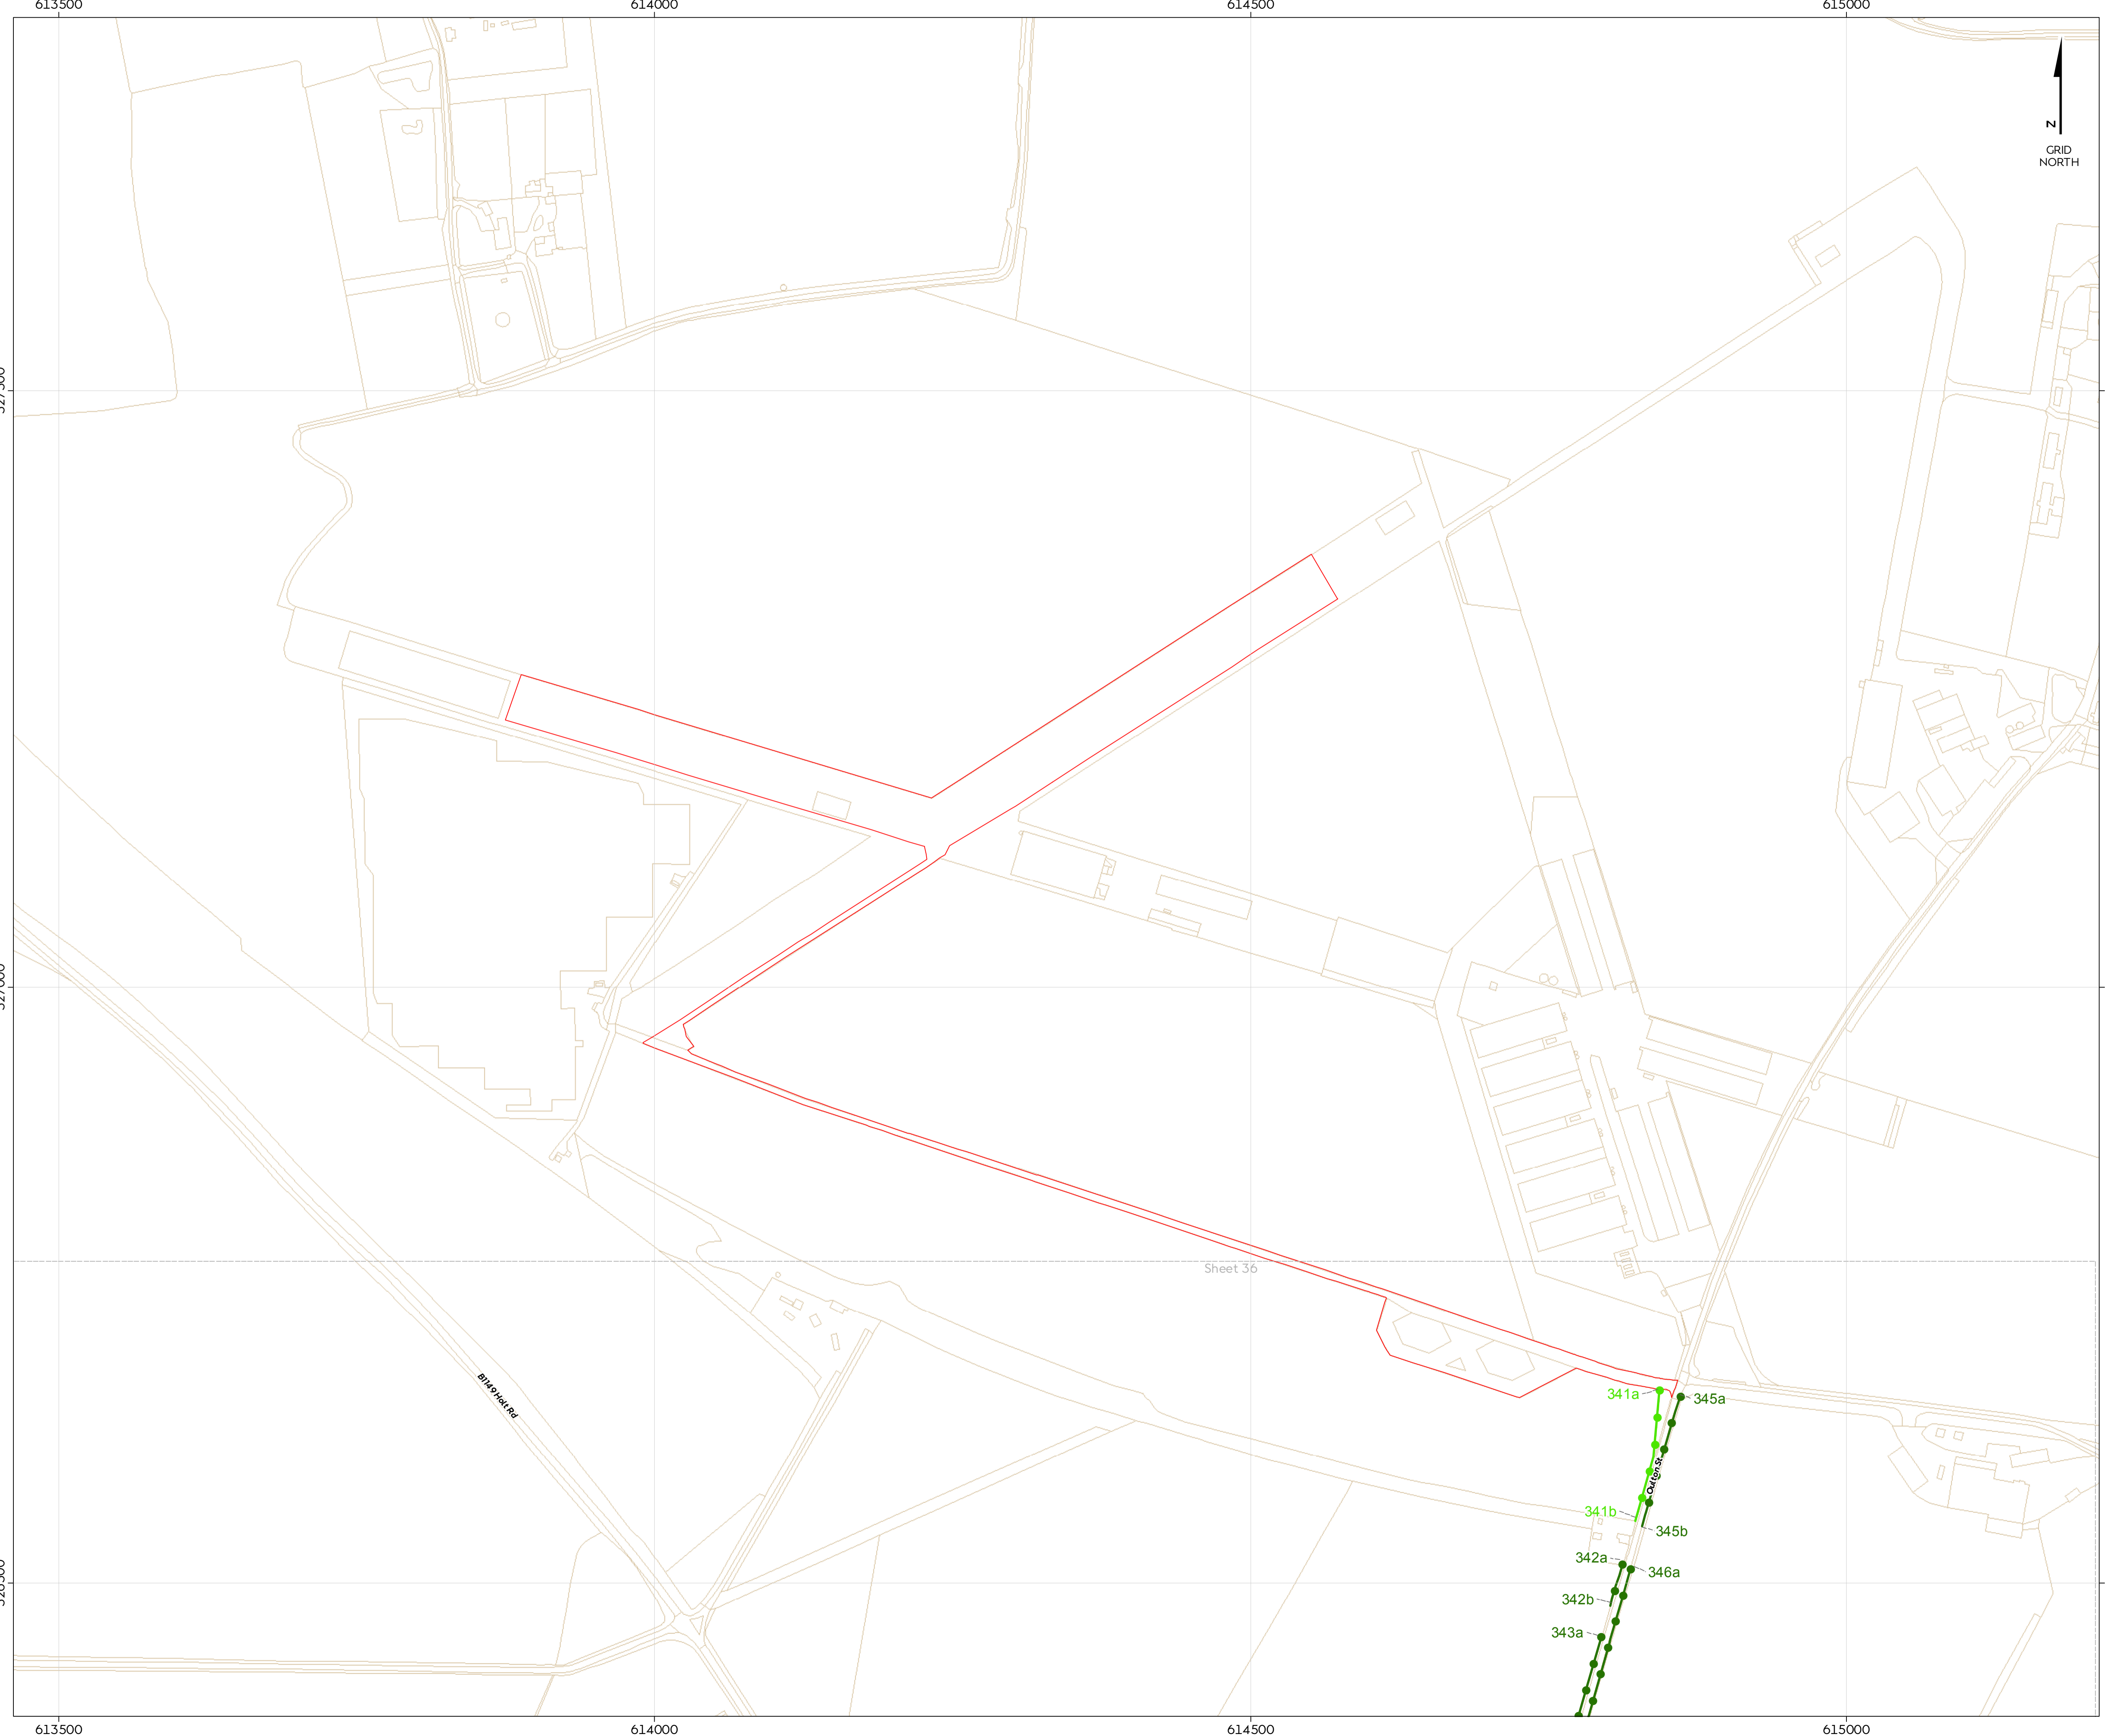 613500
614000
614500
615000
N
GRID
NORTH
Sheet 36
B1149 Holt Rd
341a
345a
Oulton St
341b
345b
342a
346a
342b
343a
613500
614000
614500
615000